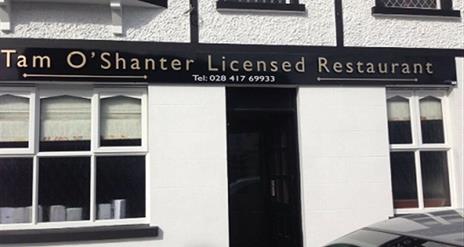 Tam O'Shanter Licensed Restaurant
Tel: 028 417 69933